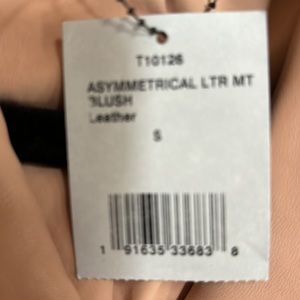 T10126
ASYMMETRICAL LTR MT
BLUSH
Leather
S
1 91635 33683 8